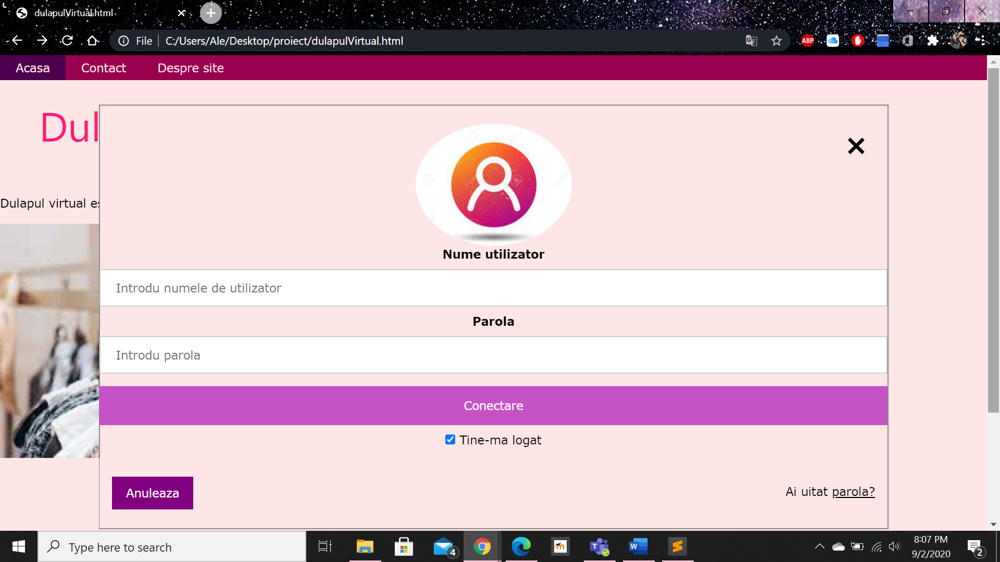 dulapulVirtual.html
File C:/Users/Ale/Desktop/proiect/dulapulVirtual.html
ABP
Acasa Contact Despre site
Dul
Dulapul virtual es
Nume utilizator
Introdu numele de utilizator
Parola
Introdu parola
Conectare
Tine-ma logat
Anuleaza
Ai uitat parola?
Type here to search
4
8:07 PM
9/2/2020
2